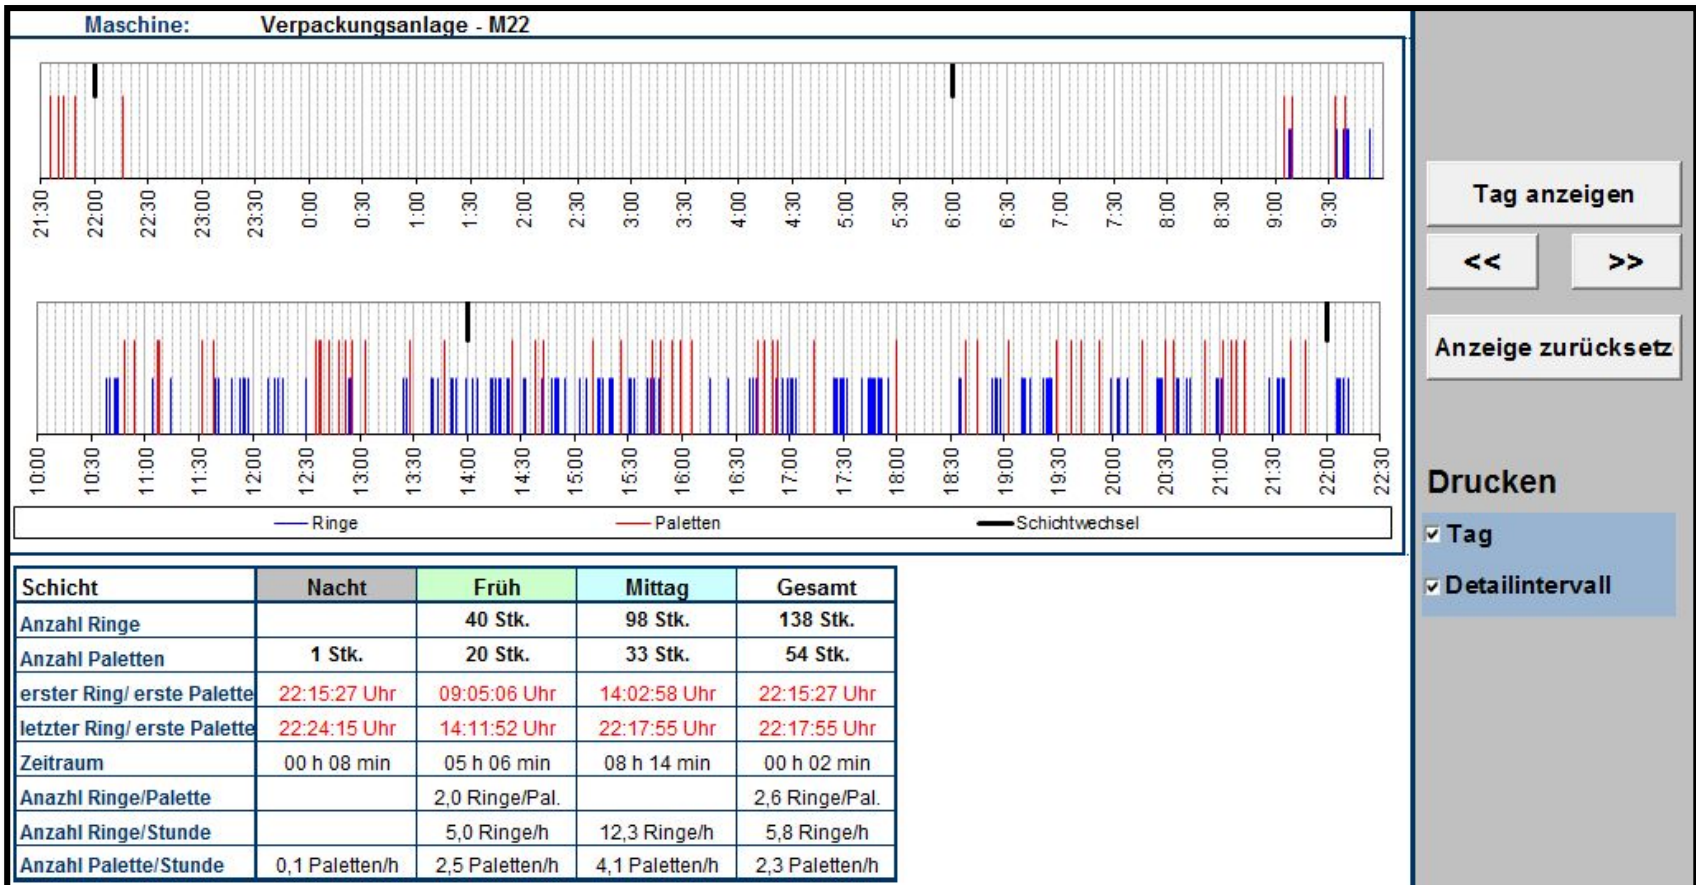 Maschine: Verpackungsanlage - M22
21:30 22:00 22:30 23:00 23:30 0:00 0:30 1:00 1:30 2:00 2:30 3:00 3:30 4:00 4:30 5:00 5:30 6:00 6:30 7:00 7:30 8:00 8:30 9:00 9:30
10:00 10:30 11:00 11:30 12:00 12:30 13:00 13:30 14:00 14:30 15:00 15:30 16:00 16:30 17:00 17:30 18:00 18:30 19:00 19:30 20:00 20:30 21:00 21:30 22:00 22:30
Ringe Paletten Schichtwechsel
Schicht Nacht Früh Mittag Gesamt
Anzahl Ringe 40 Stk. 98 Stk. 138 Stk.
Anzahl Paletten 1 Stk. 20 Stk. 33 Stk. 54 Stk.
erster Ring/ erste Palette 22:15:27 Uhr 09:05:06 Uhr 14:02:58 Uhr 22:15:27 Uhr
letzter Ring/ erste Palette 22:24:15 Uhr 14:11:52 Uhr 22:17:55 Uhr 22:17:55 Uhr
Zeitraum 00 h 08 min 05 h 06 min 08 h 14 min 00 h 02 min
Anazhl Ringe/Palette 2,0 Ringe/Pal. 2,6 Ringe/Pal.
Anzahl Ringe/Stunde 5,0 Ringe/h 12,3 Ringe/h 5,8 Ringe/h
Anzahl Palette/Stunde 0,1 Paletten/h 2,5 Paletten/h 4,1 Paletten/h 2,3 Paletten/h
Tag anzeigen
<< >>
Anzeige zurücksetz
Drucken
Tag
Detailintervall